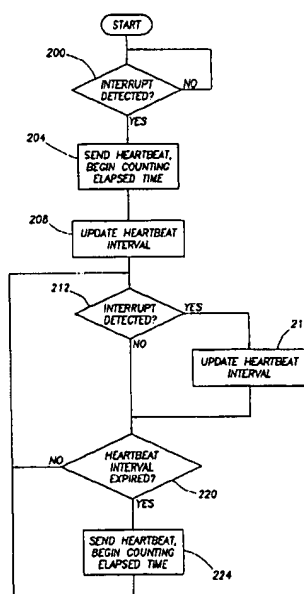 START
200
INTERRUPT
DETECTED?
NO
YES
204
SEND HEARTBEAT,
BEGIN COUNTING
ELAPSED TIME
208
UPDATE HEARTBEAT
INTERVAL
212
INTERRUPT
DETECTED?
YES
NO
21
UPDATE HEARTBEAT
INTERVAL
NO
HEARTBEAT
INTERVAL
EXPIRED?
220
YES
SEND HEARTBEAT,
BEGIN COUNTING
ELAPSED TIME
224